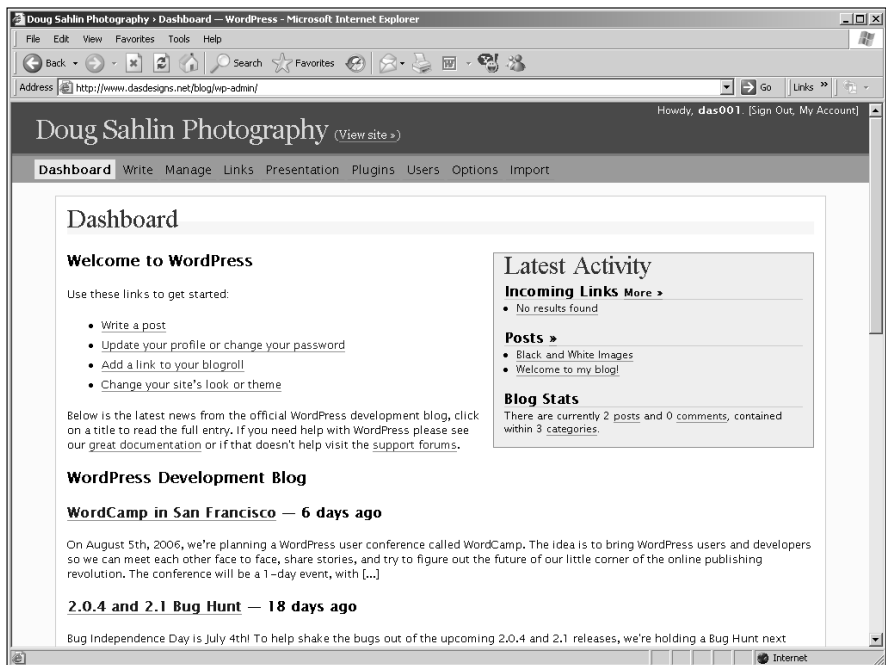 Doug Sahlin Photography › Dashboard — WordPress - Microsoft Internet Explorer
File Edit View Favorites Tools Help
Back Search Favorites
Address http://www.dasdesigns.net/blog/wp-admin/ Go Links »
Howdy, das001. [Sign Out, My Account]
Doug Sahlin Photography (View site »)
Dashboard Write Manage Links Presentation Plugins Users Options Import
Dashboard
Welcome to WordPress
Use these links to get started:
• Write a post
• Update your profile or change your password
• Add a link to your blogroll
• Change your site's look or theme
Below is the latest news from the official WordPress development blog, click
on a title to read the full entry. If you need help with WordPress please see
our great documentation or if that doesn't help visit the support forums.
Latest Activity
Incoming Links More »
• No results found
Posts »
• Black and White Images
• Welcome to my blog!
Blog Stats
There are currently 2 posts and 0 comments, contained
within 3 categories.
WordPress Development Blog
WordCamp in San Francisco — 6 days ago
On August 5th, 2006, we're planning a WordPress user conference called WordCamp. The idea is to bring WordPress users and developers
so we can meet each other face to face, share stories, and try to figure out the future of our little corner of the online publishing
revolution. The conference will be a 1-day event, with [...]
2.0.4 and 2.1 Bug Hunt — 18 days ago
Bug Independence Day is July 4th! To help shake the bugs out of the upcoming 2.0.4 and 2.1 releases, we're holding a Bug Hunt next
Internet